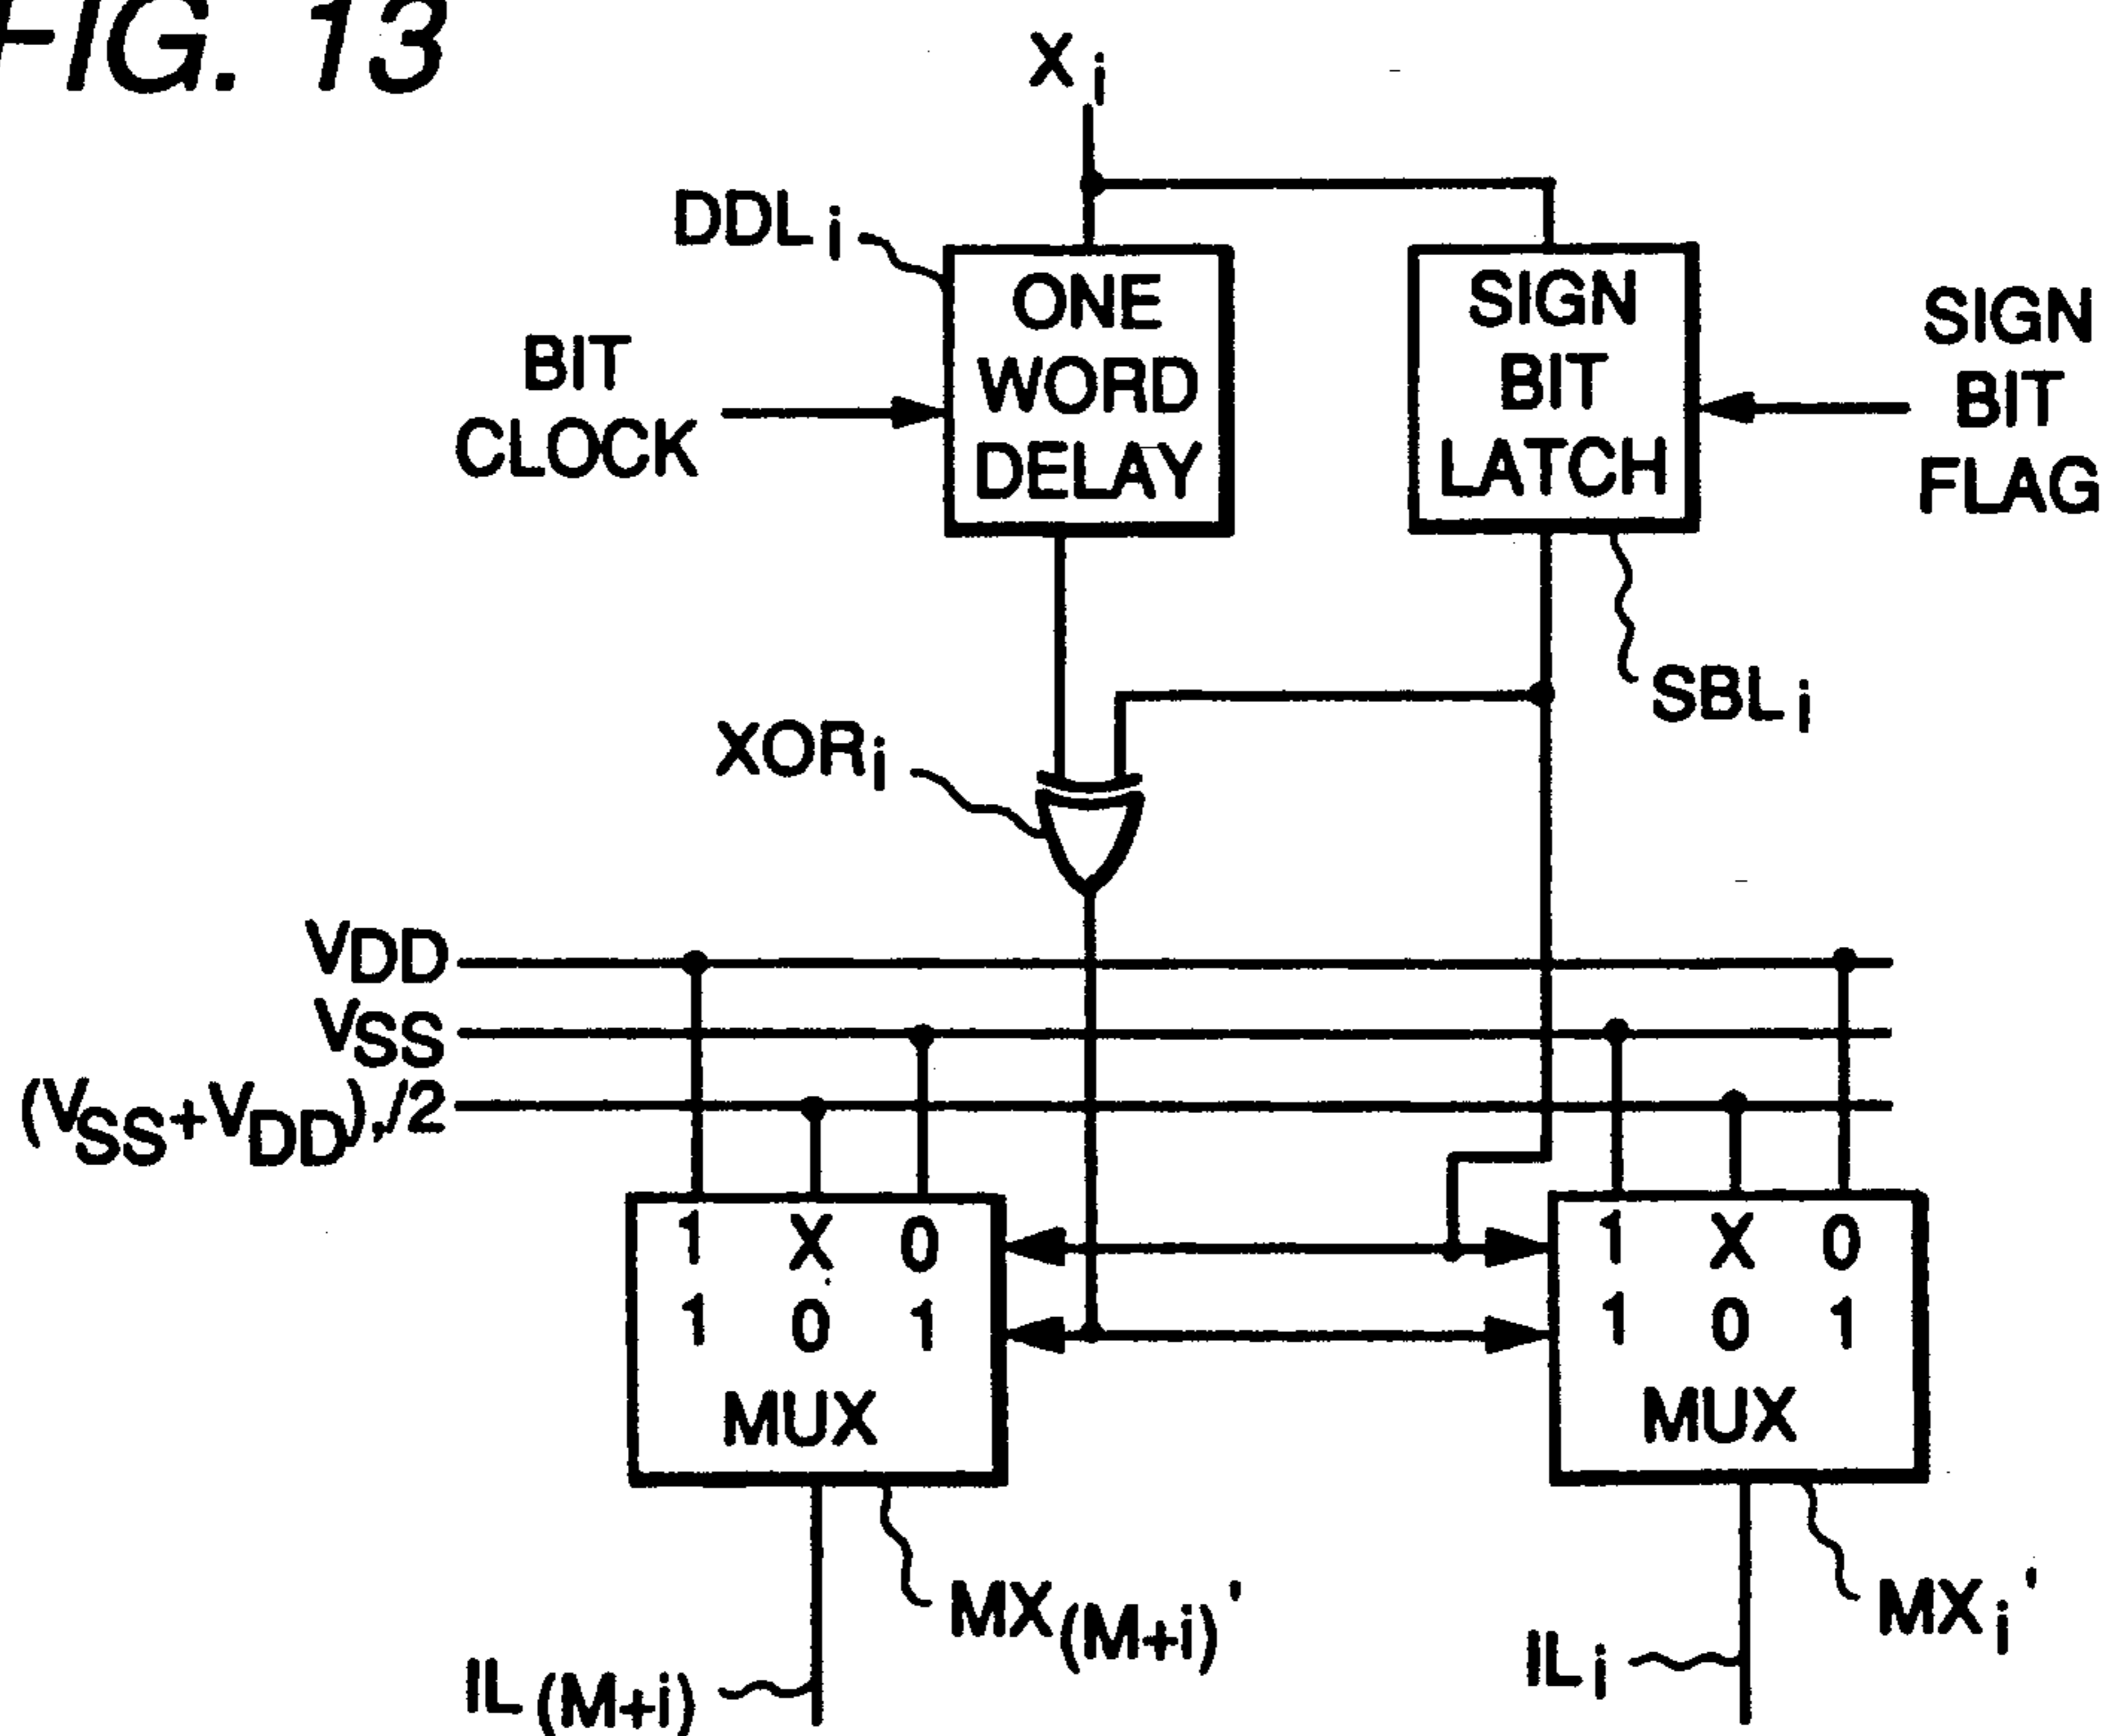 FIG. 13
Xi
DDLi
ONE
WORD
DELAY
SIGN
BIT
LATCH
BIT
CLOCK
SIGN
BIT
FLAG
SBLi
XORi
VDD
VSS
(VSS+VDD)/2
1 X 0
1 0 1
MUX
1 X 0
1 0 1
MUX
MX(M+i)'
MXi'
IL(M+i)
ILi